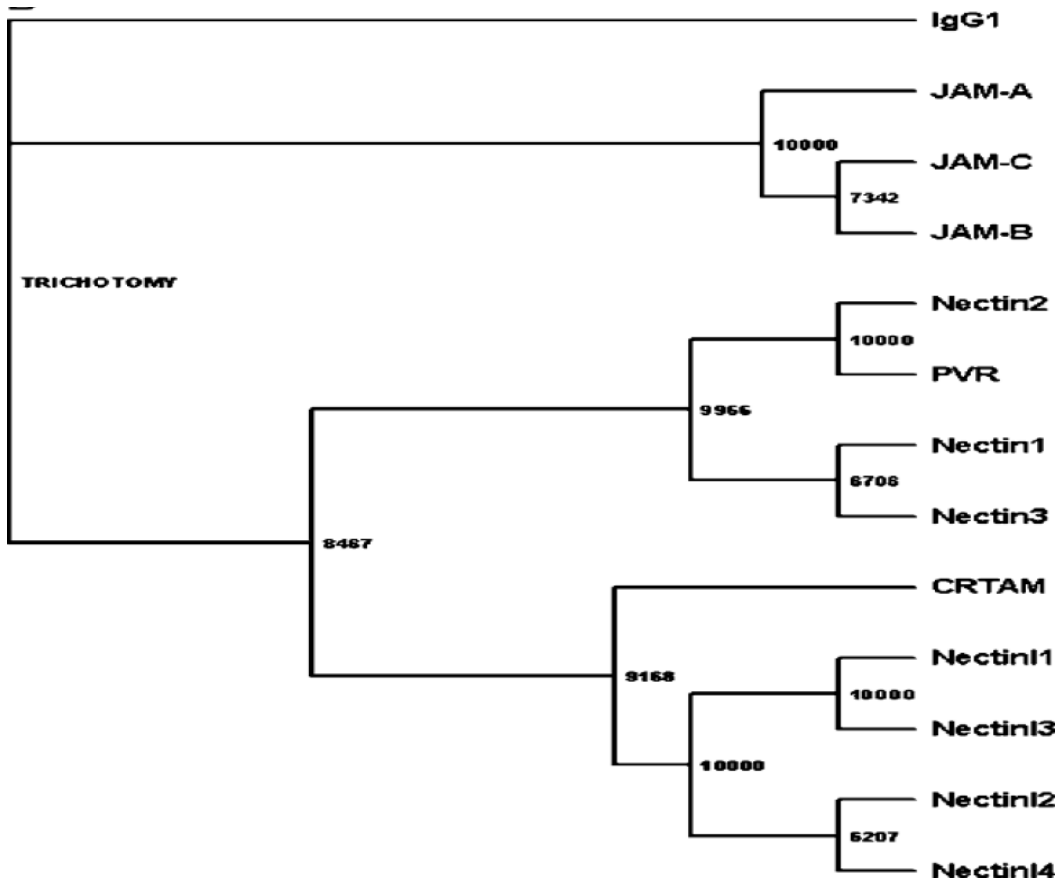 IgG1
JAM-A
10000
JAM-C
7342
JAM-B
TRICHOTOMY
Nectin2
10000
PVR
9966
Nectin1
6706
Nectin3
8467
CRTAM
Nectinl1
9168
10000
Nectinl3
10000
Nectinl2
Nectinl4